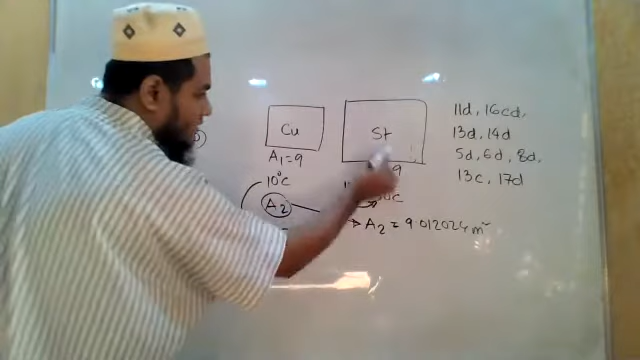 Cu
St
A₁=9
9
10°C
A₂
A₂ = 9.012024 m²
11d, 16cd,
13d, 14d
5d, 6d, 8d,
13c, 17d